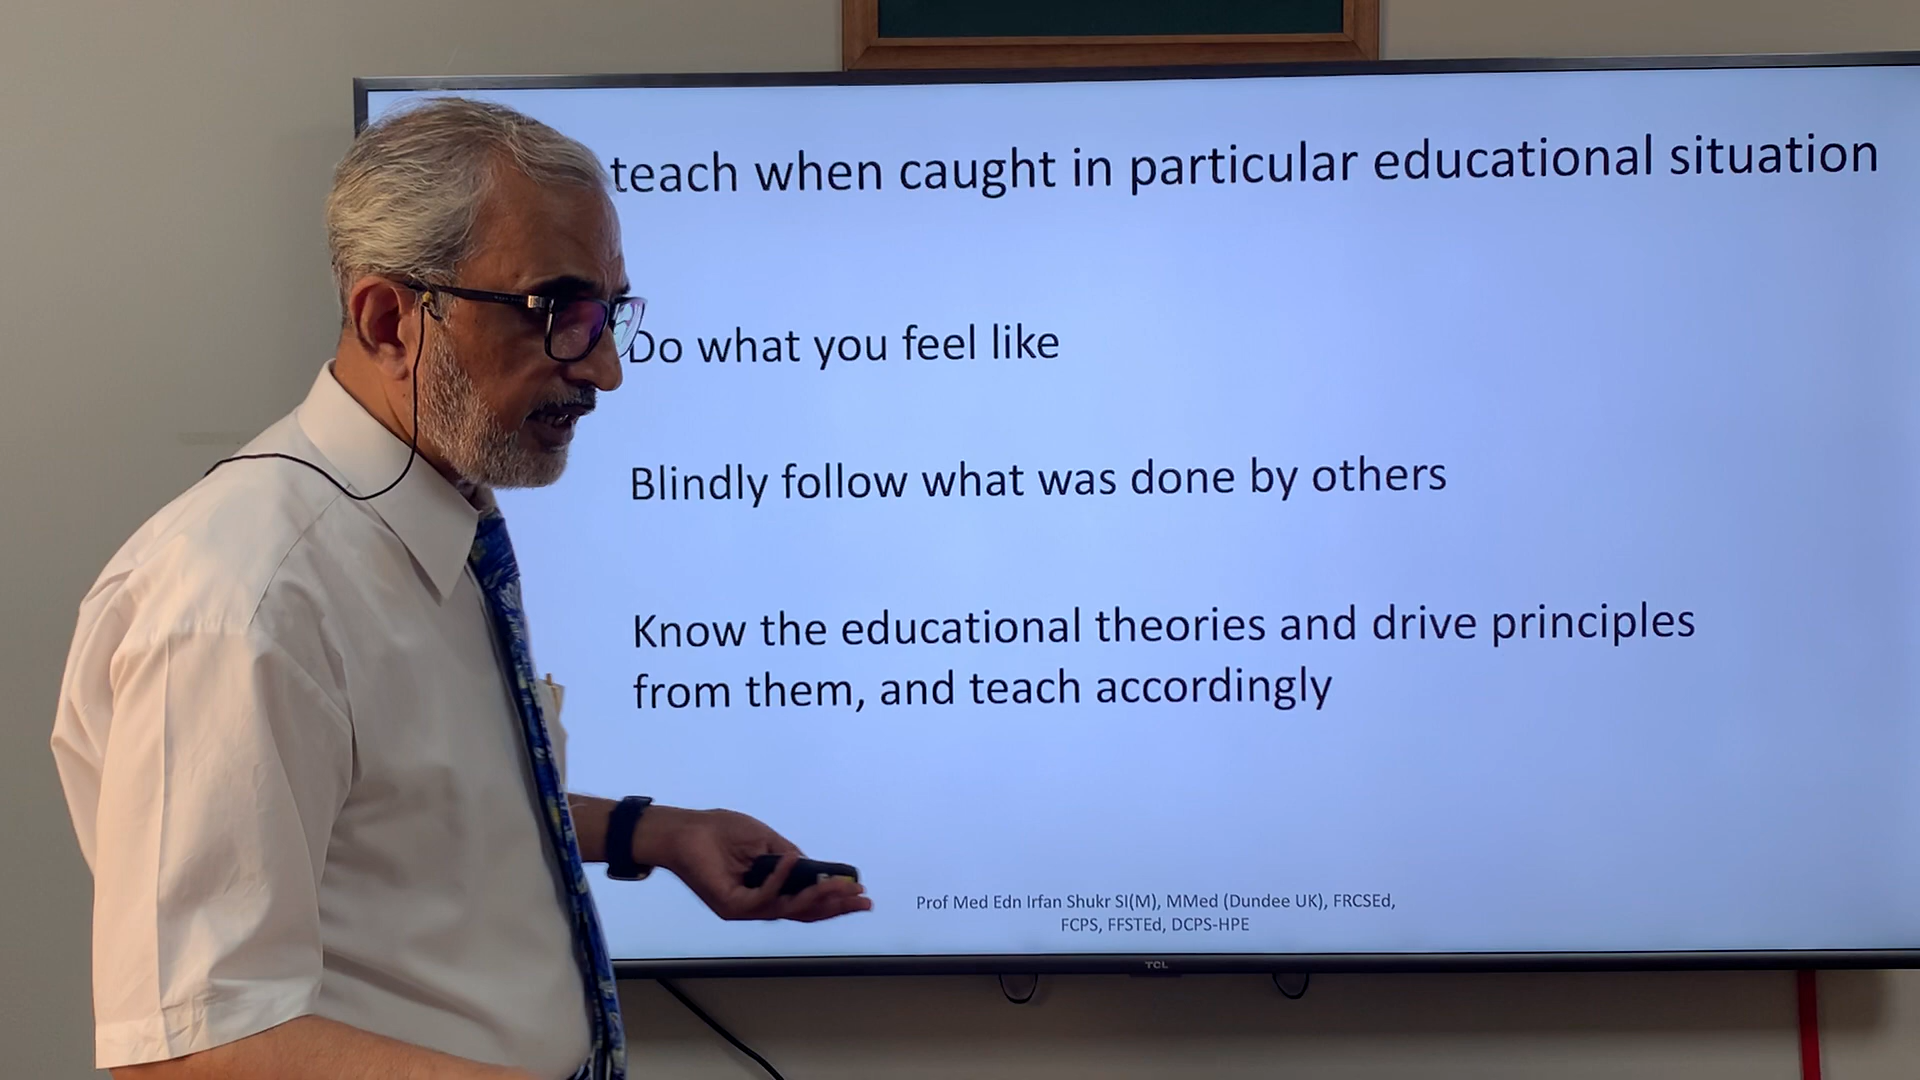 teach when caught in particular educational situation
Do what you feel like
Blindly follow what was done by others
Know the educational theories and drive principles
from them, and teach accordingly
Prof Med Edn Irfan Shukr SI(M), MMed (Dundee UK), FRCSEd,
FCPS, FFSTEd, DCPS-HPE
TCL